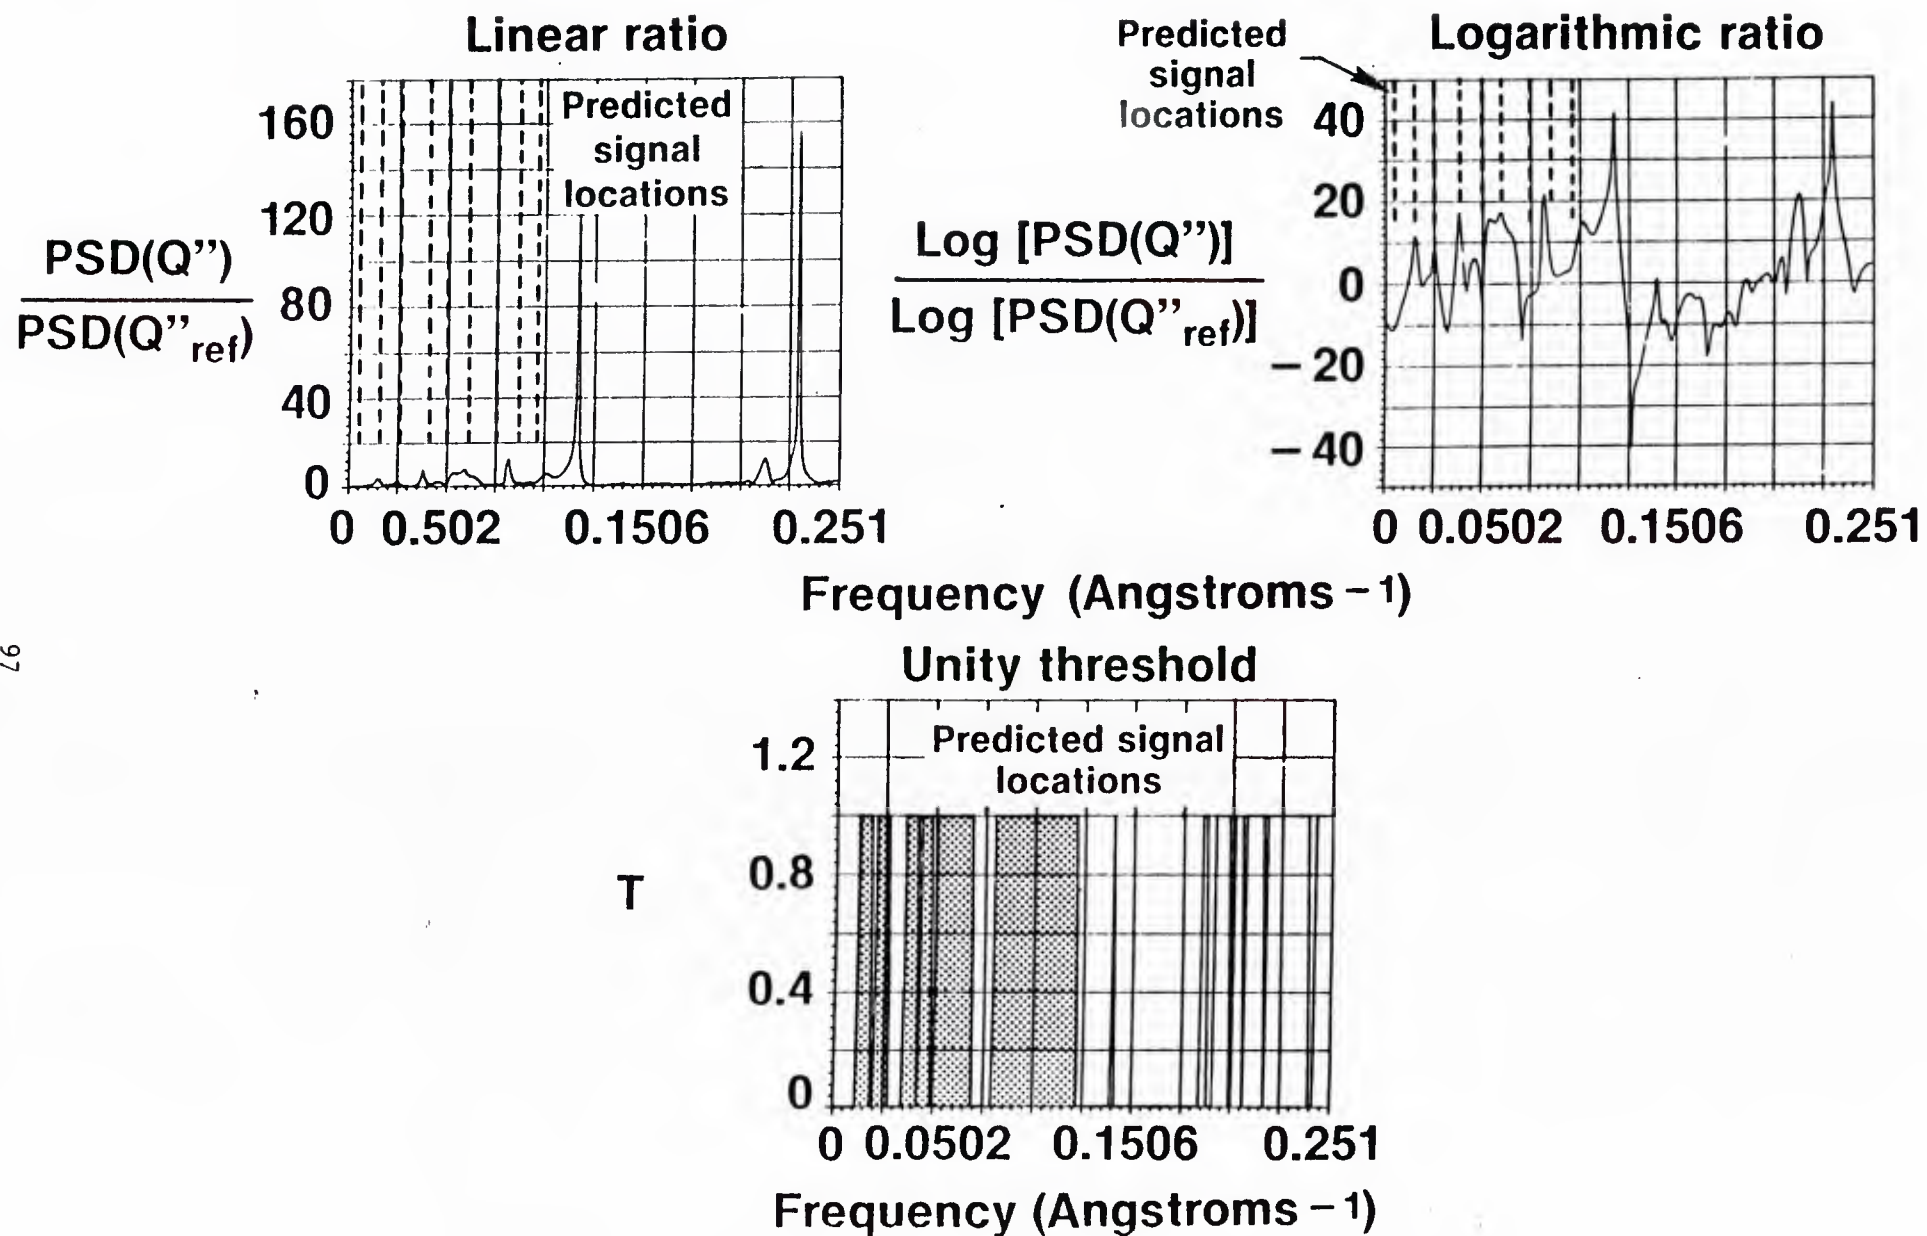 Linear ratio
160
120
80
40
0
PSD(Q’’)
PSD(Q’’ref)
Predicted
signal
locations
0 0.502 0.1506 0.251
Predicted
signal
locations
Logarithmic ratio
40
20
0
– 20
– 40
Log [PSD(Q’’)]
Log [PSD(Q’’ref)]
0 0.0502 0.1506 0.251
Frequency (Angstroms – 1)
97
Unity threshold
Predicted signal
locations
1.2
0.8
0.4
0
T
0 0.0502 0.1506 0.251
Frequency (Angstroms – 1)